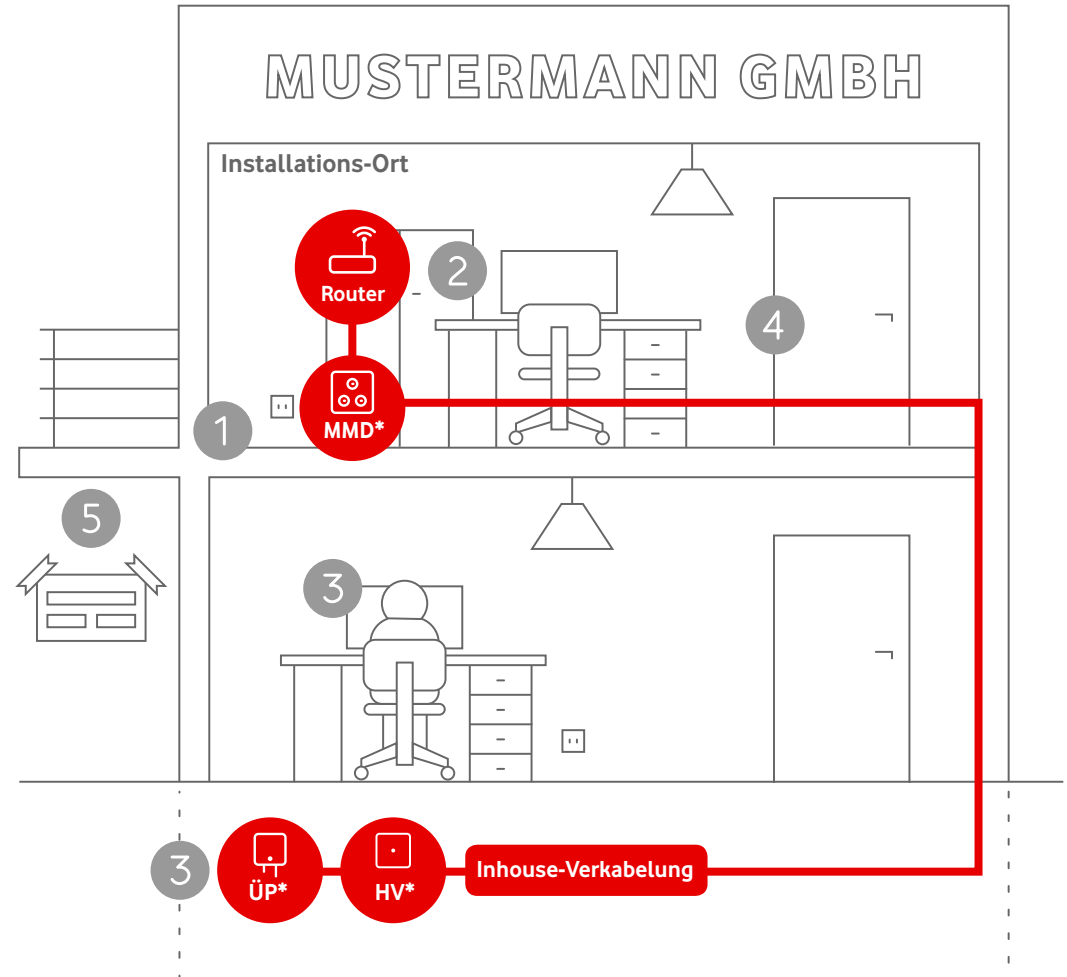 MUSTERMANN GMBH
Installations-Ort
Router
2
4
MMD*
1
5
3
3
ÜP*
HV*
Inhouse-Verkabelung